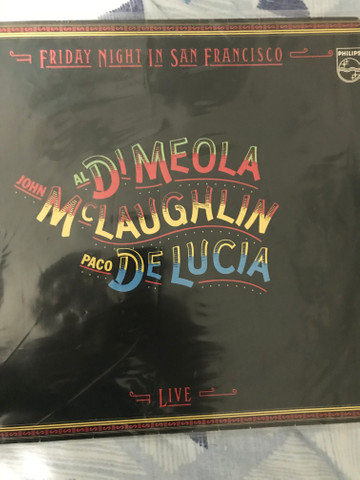 FRIDAY NIGHT IN SAN FRANCISCO
PHILIPS
AL DI MEOLA
JOHN MCLAUGHLIN
PACO DE LUCIA
LIVE